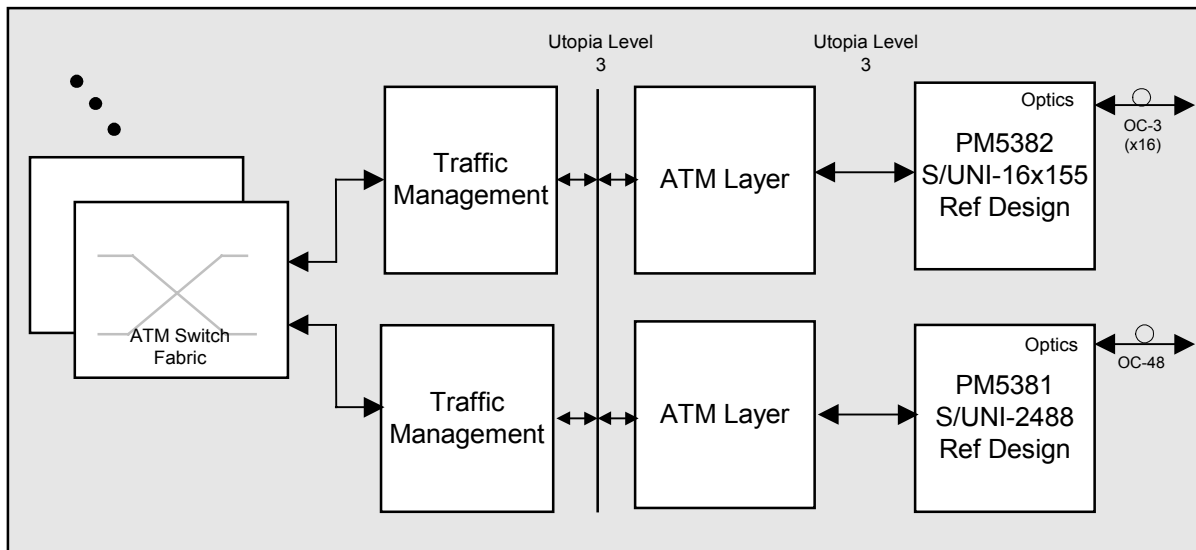 Utopia Level
3
Utopia Level
3
Traffic
Management
ATM Layer
Optics
PM5382
S/UNI-16x155
Ref Design
OC-3
(x16)
ATM Switch
Fabric
Traffic
Management
ATM Layer
Optics
PM5381
S/UNI-2488
Ref Design
OC-48